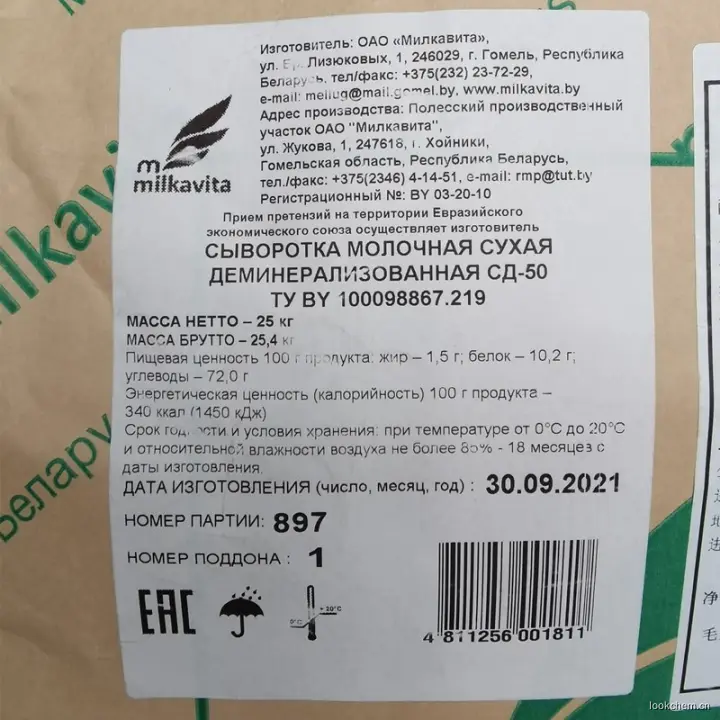 Изготовитель: ОАО «Милкавита»,
ул. Лизюковых, 1, 246029, г. Гомель, Республика
Беларусь, тел/факс: +375(232) 23-72-29,
e-mail: www.milkavita.by
Адрес производства: Полесский производственный
участок ОАО "Милкавита",
ул. Жукова, 1, 247618, г. Хойники,
Гомельская область, Республика Беларусь,
тел./факс: +375(2346) 4-14-51, e-mail: rmp@tut.by
Регистрационный №: BY 03-20-10
m
milkavita
Прием претензий на территории Евразийского
экономического союза осуществляет изготовитель
СЫВОРОТКА МОЛОЧНАЯ СУХАЯ
ДЕМИНЕРАЛИЗОВАННАЯ СД-50
ТУ BY 100098867.219
МАССА НЕТТО – 25 кг
МАССА БРУТТО – 25,4 кг
Пищевая ценность 100 г продукта: жир – 1,5 г; белок – 10,2 г;
углеводы – 72,0 г
Энергетическая ценность (калорийность) 100 г продукта –
340 ккал (1450 кДж)
Срок годности и условия хранения: при температуре от 0°С до 20°С
и относительной влажности воздуха не более 85% - 18 месяцев с
даты изготовления.
ДАТА ИЗГОТОВЛЕНИЯ (число, месяц, год) : 30.09.2021
НОМЕР ПАРТИИ: 897
НОМЕР ПОДДОНА : 1
EAC
0°C
+ 20°C
4 811256 001811
净
毛
lookchem.cn